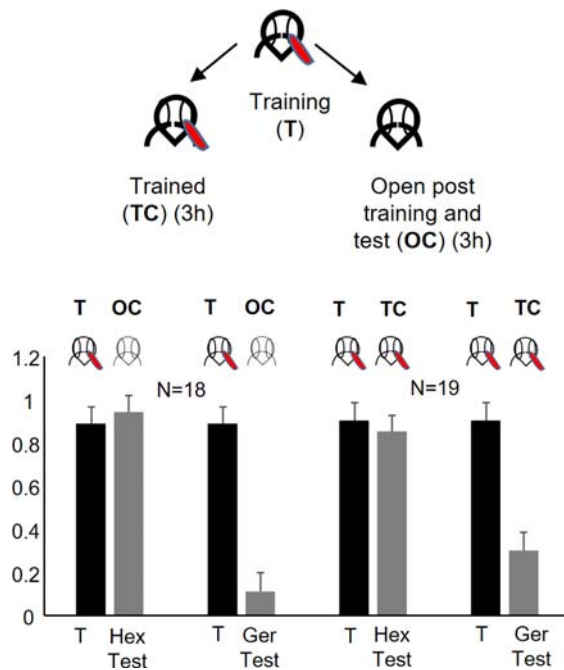 Training
(T)
Trained
(TC) (3h)
Open post
training and
test (OC) (3h)
T OC T OC T TC T TC
N=18 N=19
1.2
1
0.8
0.6
0.4
0.2
0
T Hex Test T Ger Test T Hex Test T Ger Test